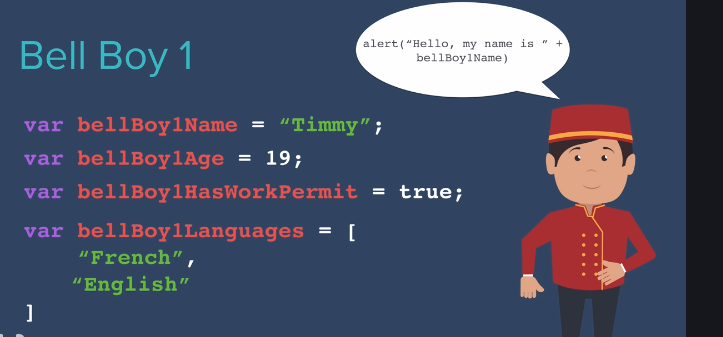 Bell Boy 1
alert(“Hello, my name is ” +
bellBoy1Name)
var bellBoy1Name = “Timmy”;
var bellBoy1Age = 19;
var bellBoy1HasWorkPermit = true;
var bellBoy1Languages = [
“French”,
“English”
]